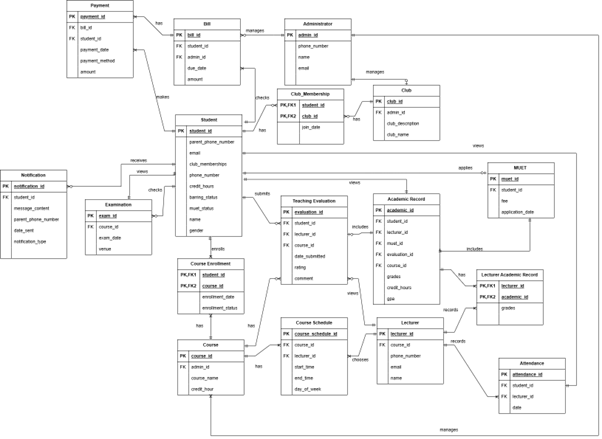 Payment
PK payment_id
FK bill_id
FK student_id
payment_date
payment_method
amount
has
Bill
PK bill_id
student_id
FK admin_id
due_date
amount
manages
Administrater
PK admin_id
phone_number
name
email
manages
Club
PK club_id
FK admin_id
club_description
club_name
Club_Membership
PK,FK1 student_id
PK,FK2 club_id
join_date
has
has
checks
makes
Student
PK student_id
parent_phone_number
email
club_memberships
phone_number
credit_hours
barring_status
muet_status
name
gender
views
Notification
PK notification_id
FK student_id
message_content
parent_phone_number
date_sent
notification_type
receives
views
checks
Examination
PK exam_id
FK course_id
exam_date
venue
applies
MUET
PK muet_id
FK student_id
fee
application_date
views
submits
Teaching Evaluation
PK evaluation_id
FK student_id
FK lecturer_id
FK course_id
date_submitted
rating
comment
includes
Academic Record
PK academic_id
FK student_id
FK lecturer_id
FK muet_id
FK evaluation_id
FK course_id
grades
credit_hours
gpa
includes
has
Lecturer Academic Record
PK,FK1 lecturer_id
PK,FK2 academic_id
grades
enrolls
Course Enrollment
PK,FK1 student_id
PK,FK2 course_id
enrollment_date
enrollment_status
has
has
views
records
Course
PK course_id
FK admin_id
course_name
credit_hour
has
Course Schedule
PK course_schedule_id
FK course_id
FK lecturer_id
start_time
end_time
day_of_week
chooses
Lecturer
PK lecturer_id
FK course_id
phone_number
email
name
records
Attendance
PK attendance_id
FK student_id
FK lecturer_id
date
manages